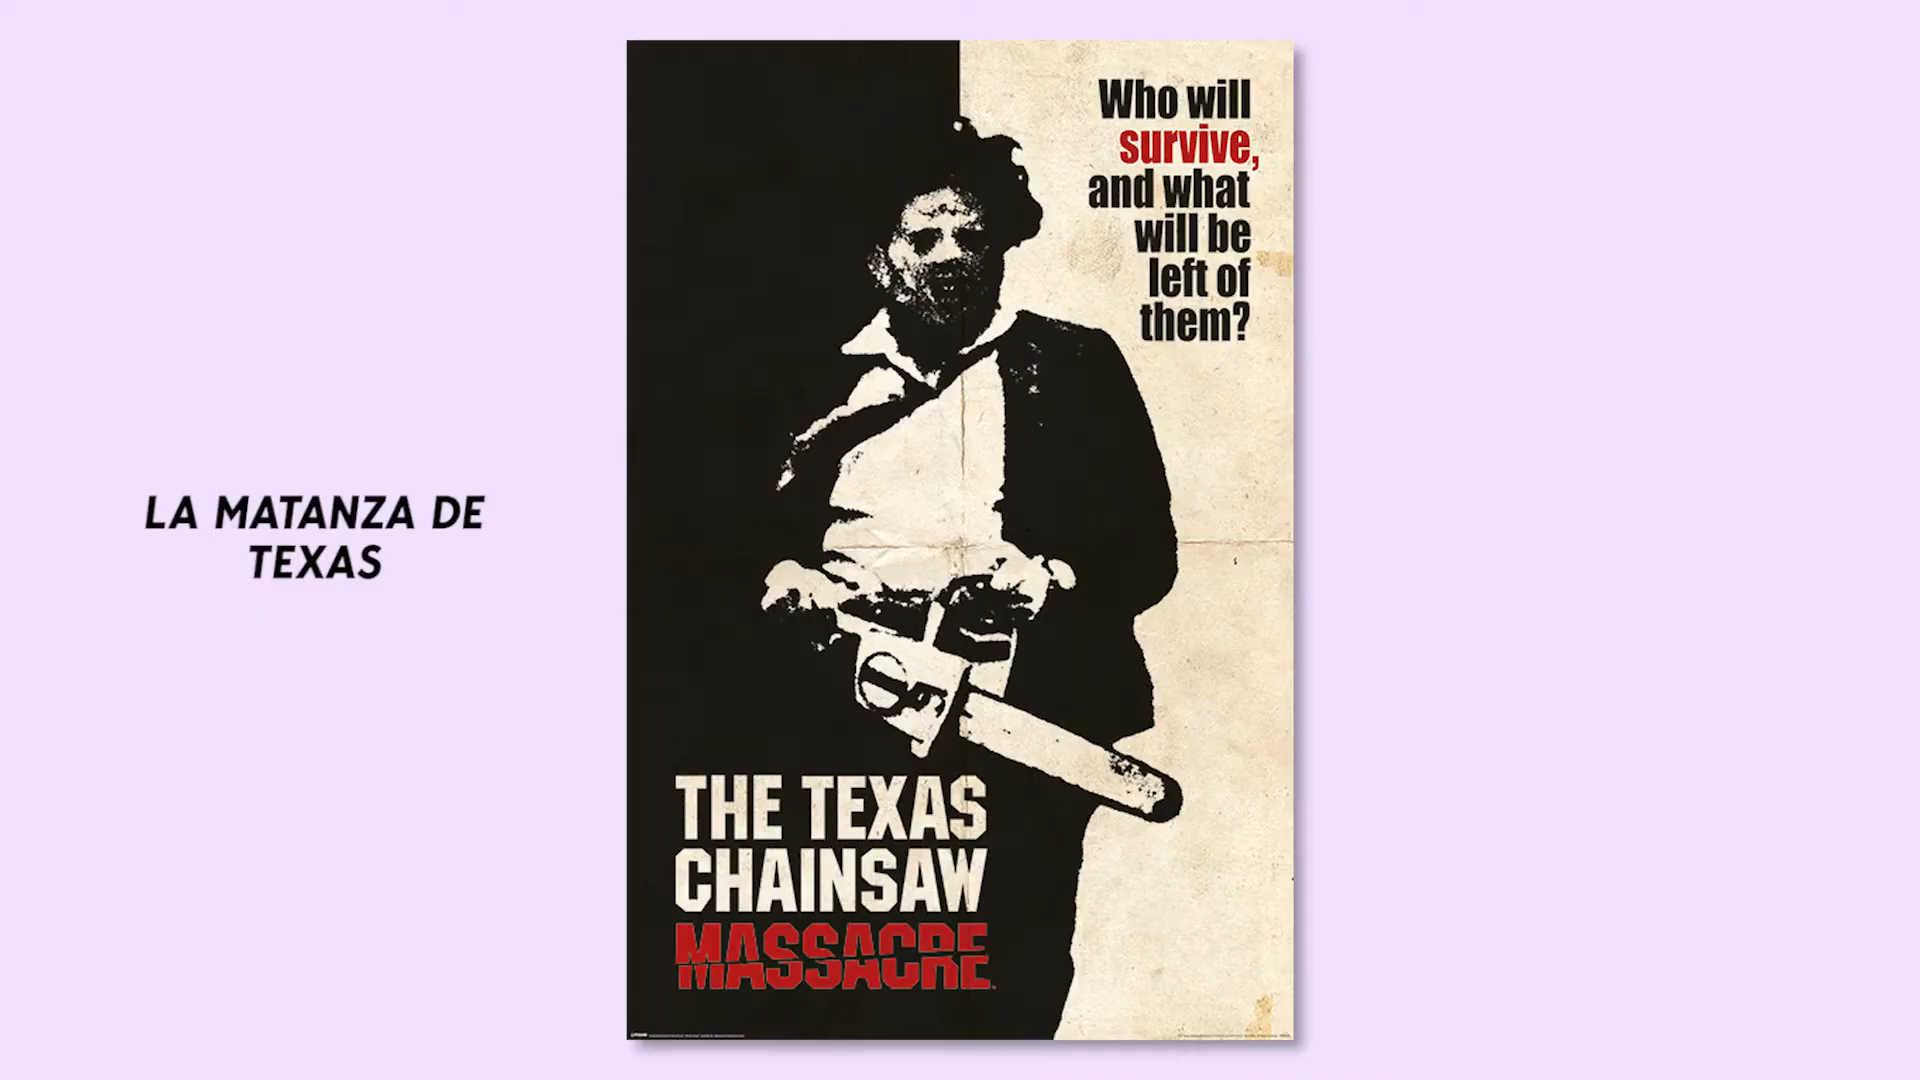 LA MATANZA DE
TEXAS
Who will
survive,
and what
will be
left of
them?
THE TEXAS
CHAINSAW
MASSACRE